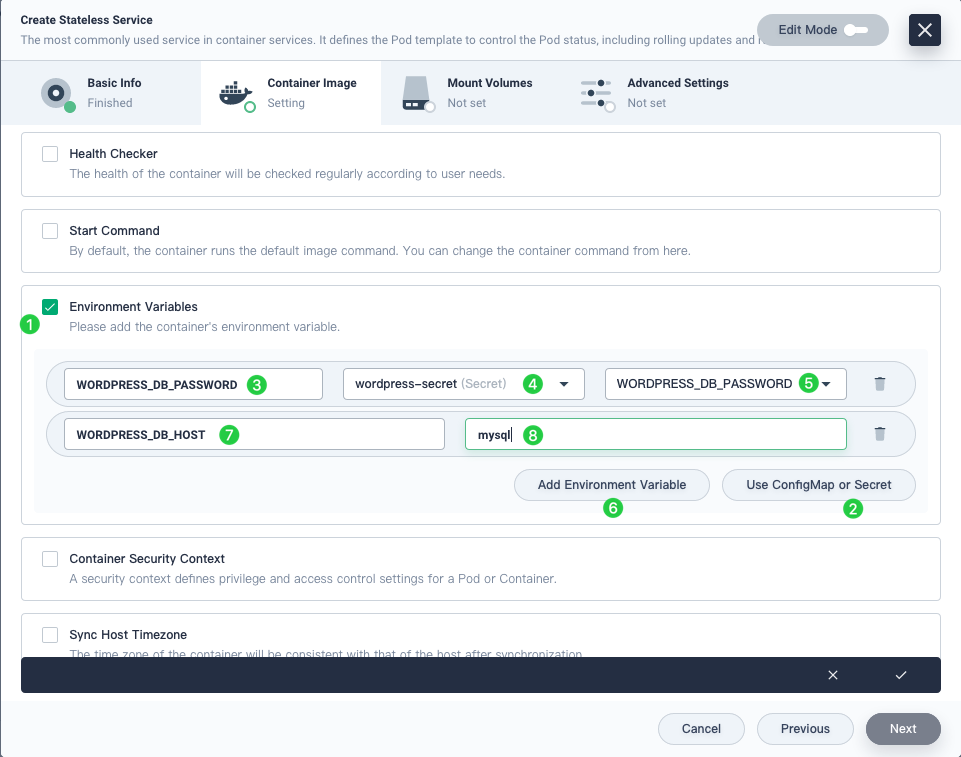 Create Stateless Service
The most commonly used service in container services. It defines the Pod template to control the Pod status, including rolling updates and
Edit Mode
Basic Info
Finished
Container Image
Setting
Mount Volumes
Not set
Advanced Settings
Not set
Health Checker
The health of the container will be checked regularly according to user needs.
Start Command
By default, the container runs the default image command. You can change the container command from here.
Environment Variables
1
Please add the container's environment variable.
WORDPRESS_DB_PASSWORD 3
wordpress-secret (Secret) 4
WORDPRESS_DB_PASSWORD 5
WORDPRESS_DB_HOST 7
mysql 8
Add Environment Variable
Use ConfigMap or Secret
6
2
Container Security Context
A security context defines privilege and access control settings for a Pod or Container.
Sync Host Timezone
The time zone of the container will be consistent with that of the host after synchronization.
Cancel
Previous
Next